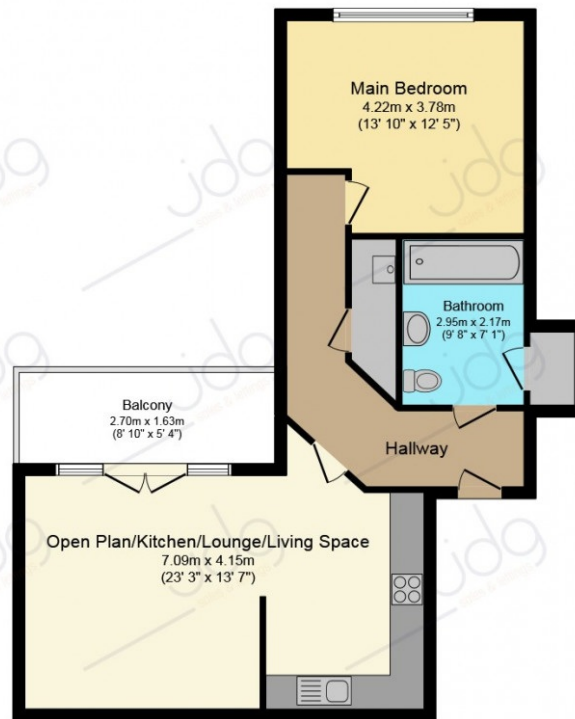 Main Bedroom
4.22m x 3.78m
(13' 10" x 12' 5")
Bathroom
2.95m x 2.17m
(9' 8" x 7' 1")
Balcony
2.70m x 1.63m
(8' 10" x 5' 4")
Hallway
Open Plan/Kitchen/Lounge/Living Space
7.09m x 4.15m
(23' 3" x 13' 7")
jdg